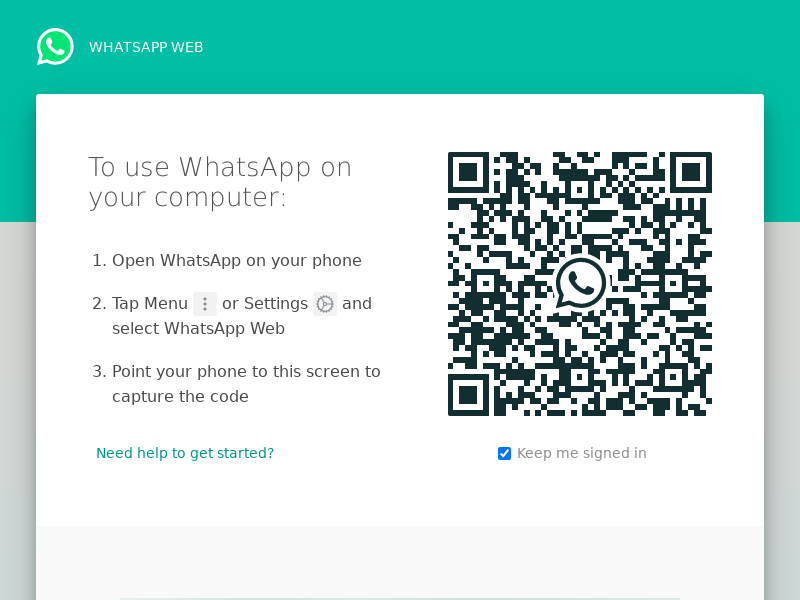 WHATSAPP WEB
To use WhatsApp on
your computer:
1. Open WhatsApp on your phone
2. Tap Menu or Settings and
select WhatsApp Web
3. Point your phone to this screen to
capture the code
Need help to get started?
Keep me signed in